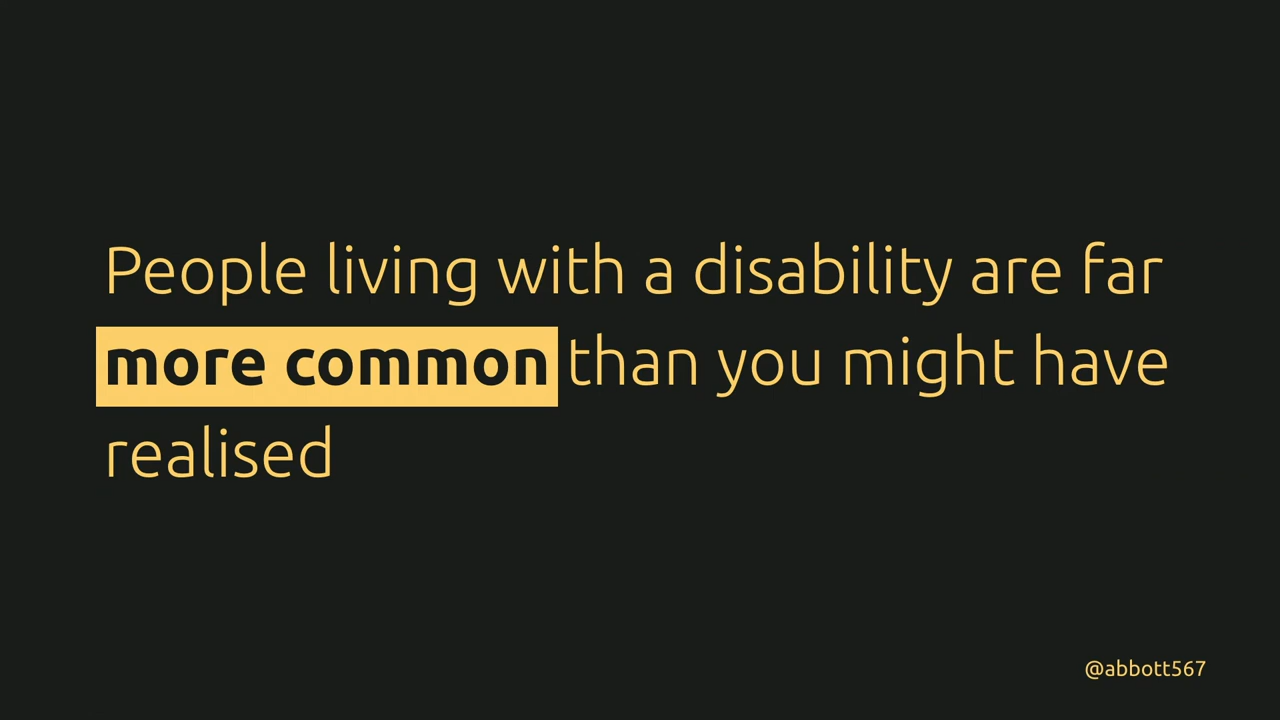 People living with a disability are far
more common than you might have
realised
@abbott567